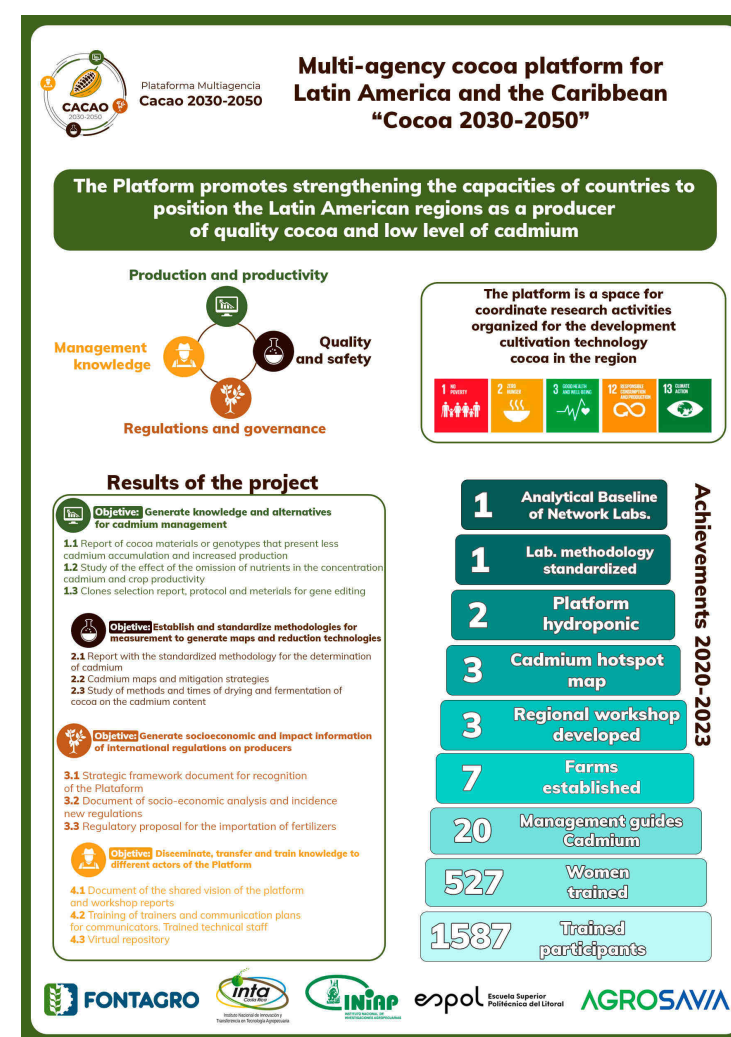 CACAO
2030-2050
Plataforma Multiagencia
Cacao 2030-2050
Multi-agency cocoa platform for
Latin America and the Caribbean
“Cocoa 2030-2050”
The Platform promotes strengthening the capacities of countries to
position the Latin American regions as a producer
of quality cocoa and low level of cadmium
Production and productivity
Management
knowledge
Quality
and safety
Regulations and governance
The platform is a space for
coordinate research activities
organized for the development
cultivation technology
cocoa in the region
1 NO
POVERTY
2 ZERO
HUNGER
3 GOOD HEALTH
AND WELL-BEING
12 RESPONSIBLE
CONSUMPTION
AND PRODUCTION
13 CLIMATE
ACTION
Results of the project
Objetive: Generate knowledge and alternatives
for cadmium management
1.1 Report of cocoa materials or genotypes that present less
cadmium accumulation and increased production
1.2 Study of the effect of the omission of nutrients in the concentration
cadmium and crop productivity
1.3 Clones selection report, protocol and meterials for gene editing
Objetive: Establish and standardize methodologies for
measurement to generate maps and reduction technologies
2.1 Report with the standardized methodology for the determination
of cadmium
2.2 Cadmium maps and mitigation strategies
2.3 Study of methods and times of drying and fermentation of
cocoa on the cadmium content
Objetive: Generate socioeconomic and impact information
of international regulations on producers
3.1 Strategic framework document for recognition
of the Plataform
3.2 Document of socio-economic analysis and incidence
new regulations
3.3 Regulatory proposal for the importation of fertilizers
Objetive: Disceminate, transfer and train knowledge to
different actors of the Platform
4.1 Document of the shared vision of the platform
and workshop reports
4.2 Training of trainers and communication plans
for communicators. Trained technical staff
4.3 Virtual repository
Achievements 2020-2023
1 Analytical Baseline
of Network Labs.
1 Lab. methodology
standardized
2 Platform
hydroponic
3 Cadmium hotspot
map
3 Regional workshop
developed
7 Farms
established
20 Management guides
Cadmium
527 Women
trained
1587 Trained
participants
FONTAGRO
inta
Costa Rica
Instituto Nacional de Innovación y
Transferencia en Tecnología Agropecuaria
INIAP
INSTITUTO NACIONAL DE
INVESTIGACIONES AGROPECUARIAS
espol Escuela Superior
Politécnica del Litoral
AGROSAVIA